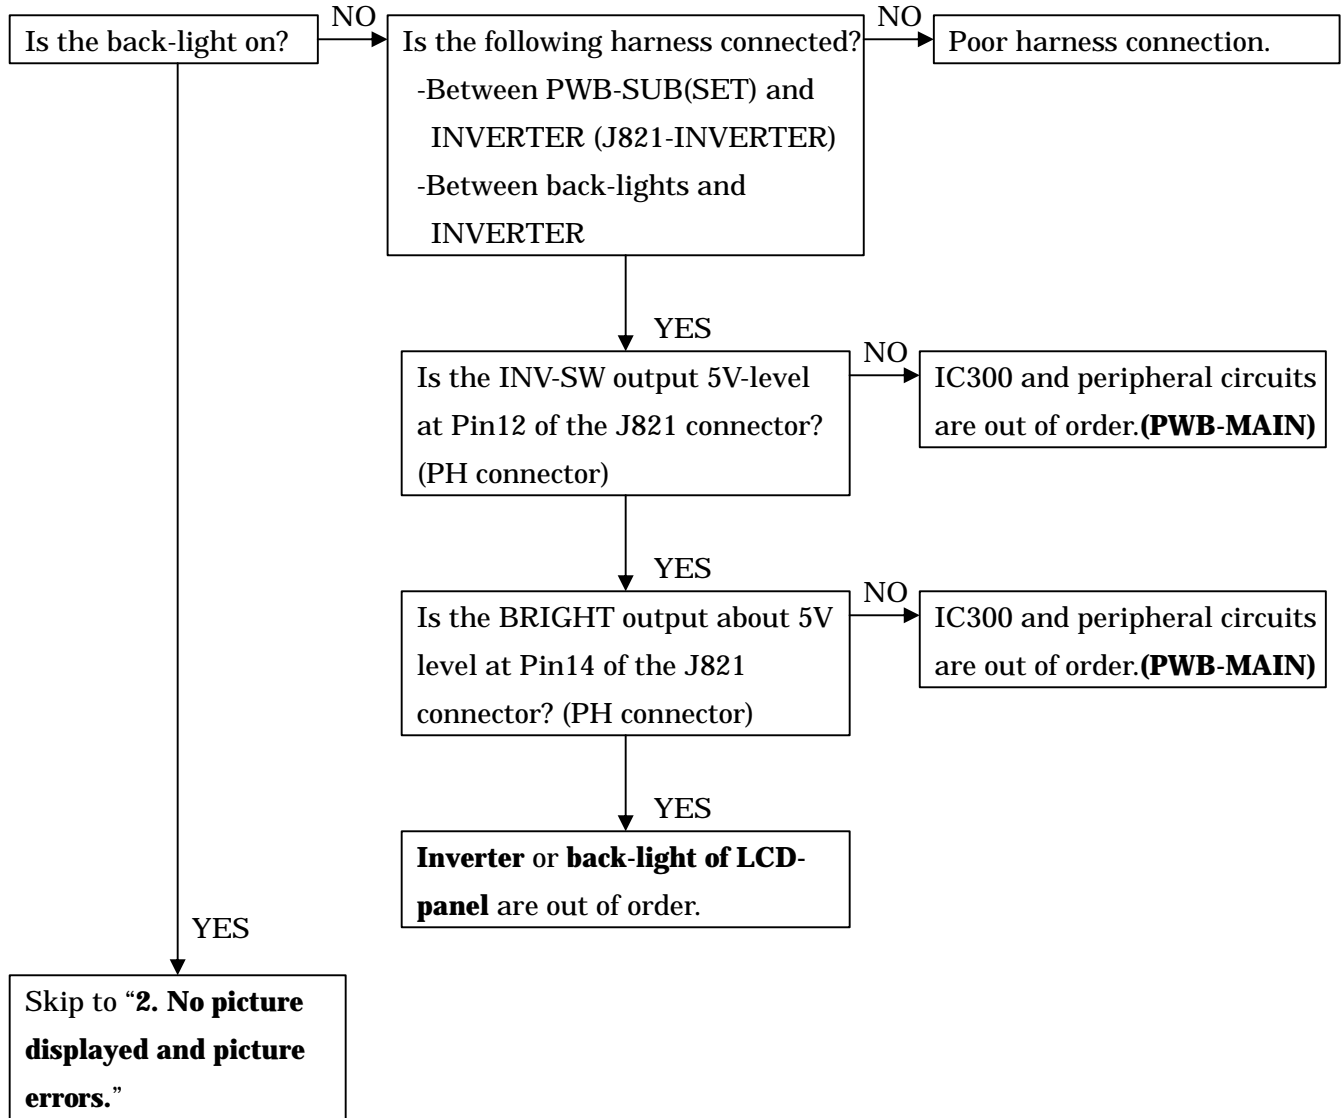 Is the back-light on?
NO
Is the following harness connected?
-Between PWB-SUB(SET) and
INVERTER (J821-INVERTER)
-Between back-lights and
INVERTER
NO
Poor harness connection.
YES
Is the INV-SW output 5V-level
at Pin12 of the J821 connector?
(PH connector)
NO
IC300 and peripheral circuits
are out of order.(PWB-MAIN)
YES
Is the BRIGHT output about 5V
level at Pin14 of the J821
connector? (PH connector)
NO
IC300 and peripheral circuits
are out of order.(PWB-MAIN)
YES
Inverter or back-light of LCD-
panel are out of order.
YES
Skip to “2. No picture
displayed and picture
errors.”